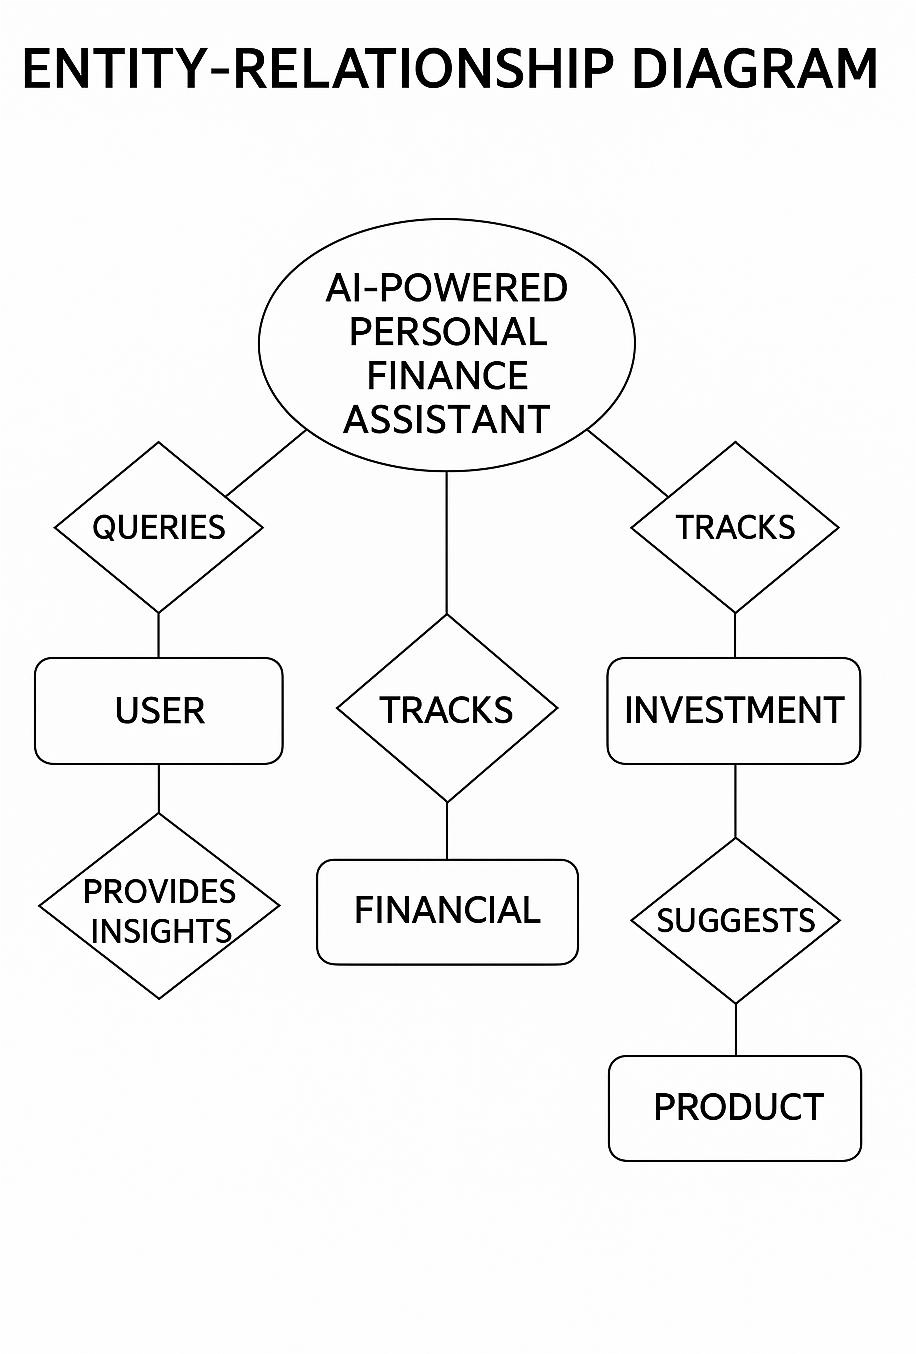 ENTITY-RELATIONSHIP DIAGRAM
AI-POWERED
PERSONAL
FINANCE
ASSISTANT
QUERIES
TRACKS
USER
TRACKS
INVESTMENT
PROVIDES
INSIGHTS
FINANCIAL
SUGGESTS
PRODUCT